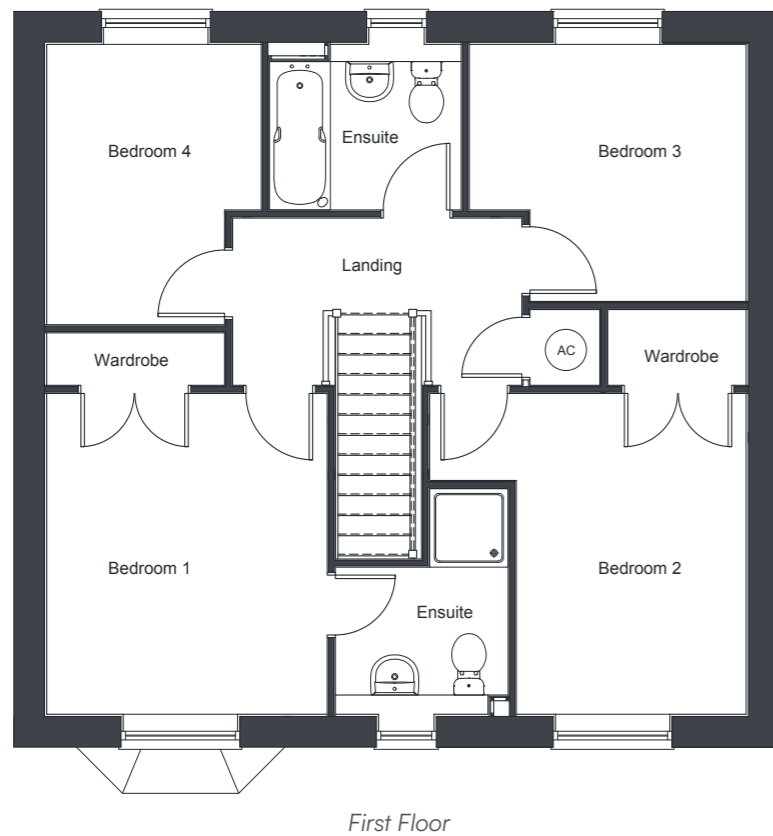 Bedroom 4
Ensuite
Bedroom 3
Landing
AC
Wardrobe
Wardrobe
Bedroom 1
Bedroom 2
Ensuite
First Floor